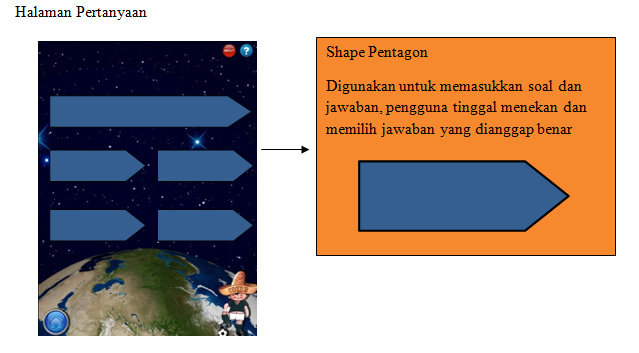 Halaman Pertanyaan
Shape Pentagon
Digunakan untuk memasukkan soal dan
jawaban, pengguna tinggal menekan dan
memilih jawaban yang dianggap benar
?